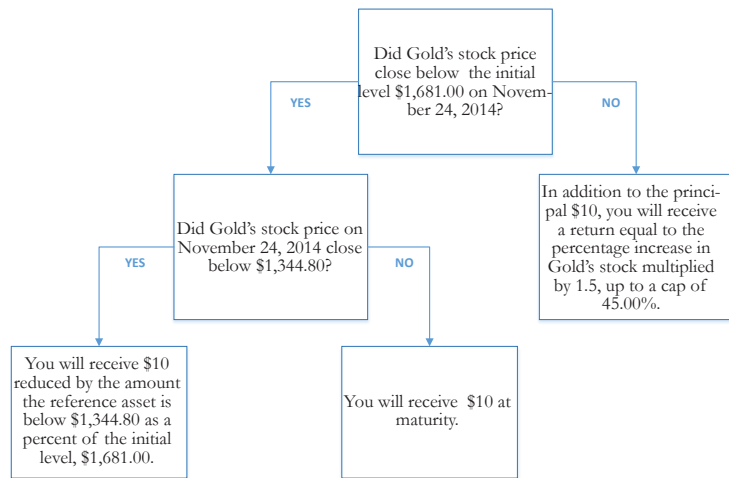 Did Gold's stock price
close below the initial
level $1,681.00 on Novem-
ber 24, 2014?
YES
NO
Did Gold's stock price on
November 24, 2014 close
below $1,344.80?
In addition to the princi-
pal $10, you will receive
a return equal to the
percentage increase in
Gold's stock multiplied
by 1.5, up to a cap of
45.00%.
YES
NO
You will receive $10
reduced by the amount
the reference asset is
below $1,344.80 as a
percent of the initial
level, $1,681.00.
You will receive $10 at
maturity.